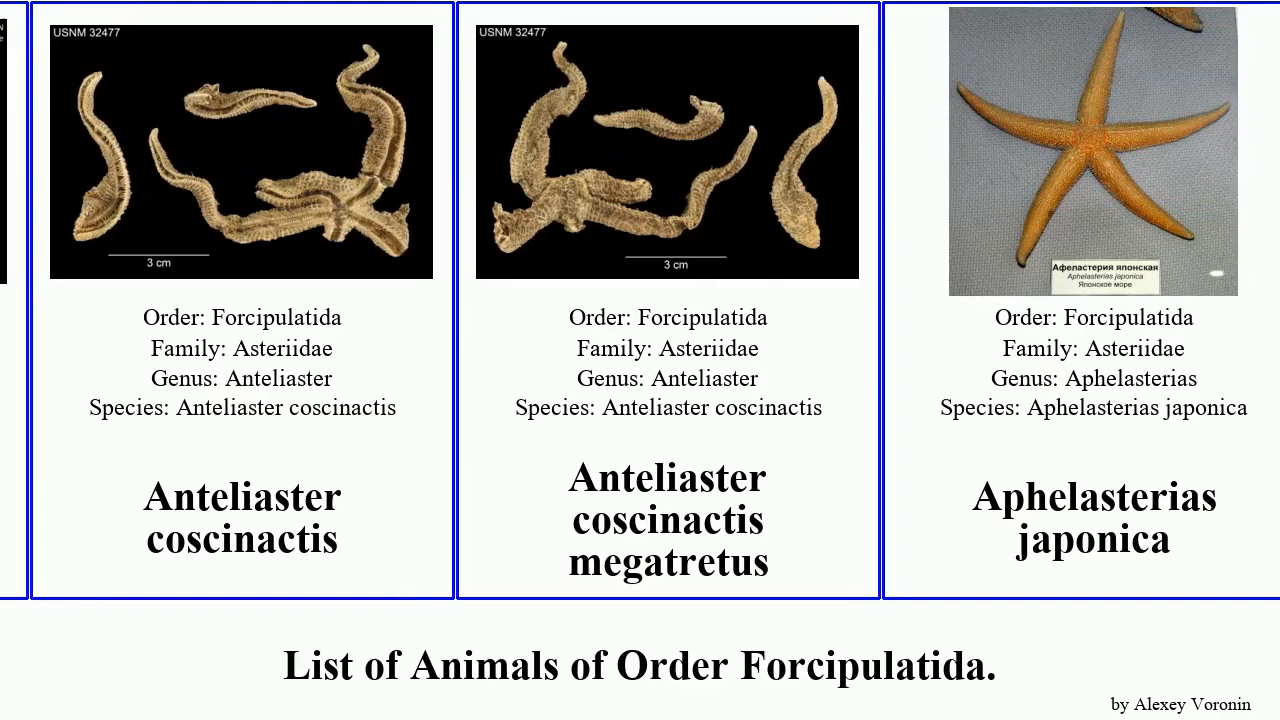 USNM 32477
3 cm
Order: Forcipulatida
Family: Asteriidae
Genus: Anteliaster
Species: Anteliaster coscinactis
Anteliaster
coscinactis
USNM 32477
3 cm
Order: Forcipulatida
Family: Asteriidae
Genus: Anteliaster
Species: Anteliaster coscinactis
Anteliaster
coscinactis
megatretus
Афеластерия японская
Aphelasterias japonica
Японское море
Order: Forcipulatida
Family: Asteriidae
Genus: Aphelasterias
Species: Aphelasterias japonica
Aphelasterias
japonica
List of Animals of Order Forcipulatida.
by Alexey Voronin